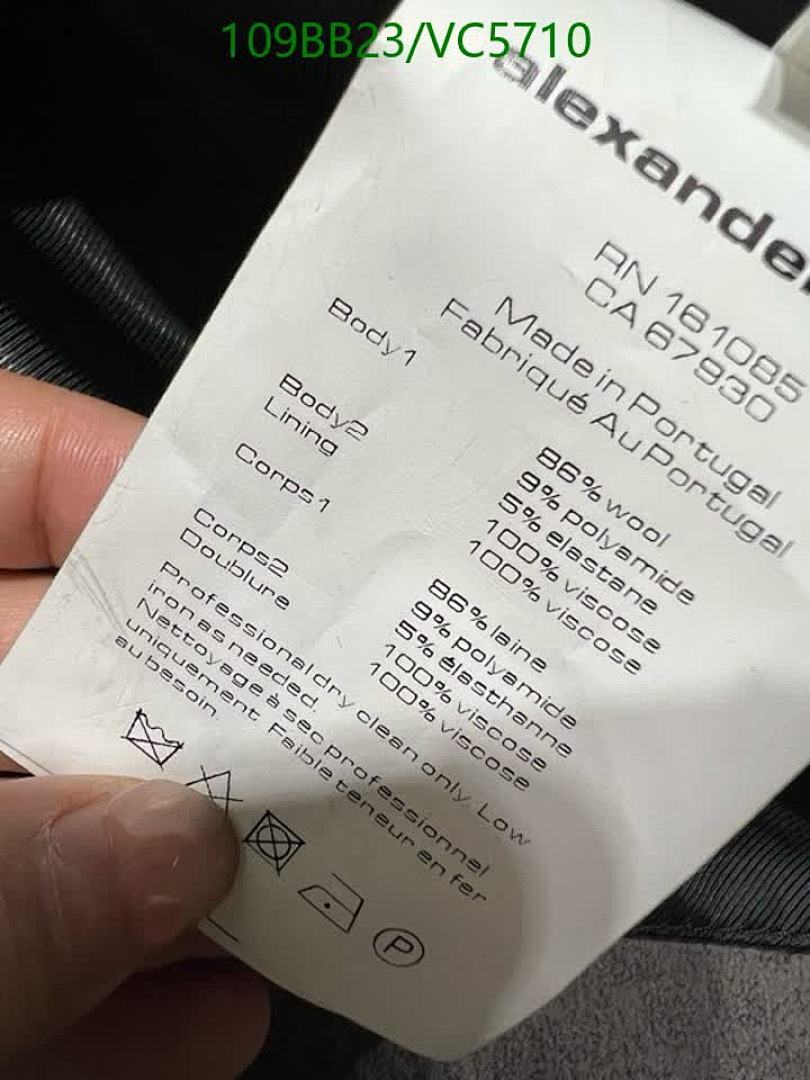 109BB23/VC5710
alexander
RN 161085
CA 67930
Made in Portugal
Fabriqué Au Portugal
Body1
86% wool
9% polyamide
5% elastane
Body2
100% viscose
Lining
100% viscose
Corps1
86% laine
9% polyamide
5% élasthanne
Corps2
100% viscose
Doublure
100% viscose
Professional dry clean only. Low
iron as needed.
Nettoyage à sec professionnel
uniquement. Faible teneur en fer
au besoin.
P